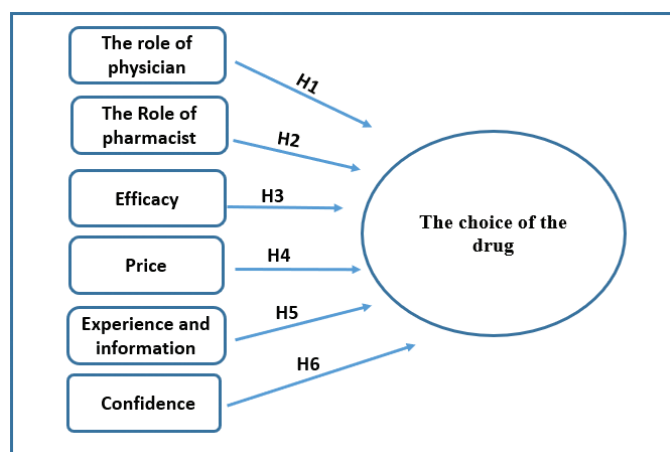 The role of
physician
H1
The Role of
pharmacist
H2
Efficacy
H3
Price
H4
Experience and
information
H5
Confidence
H6
The choice of the
drug